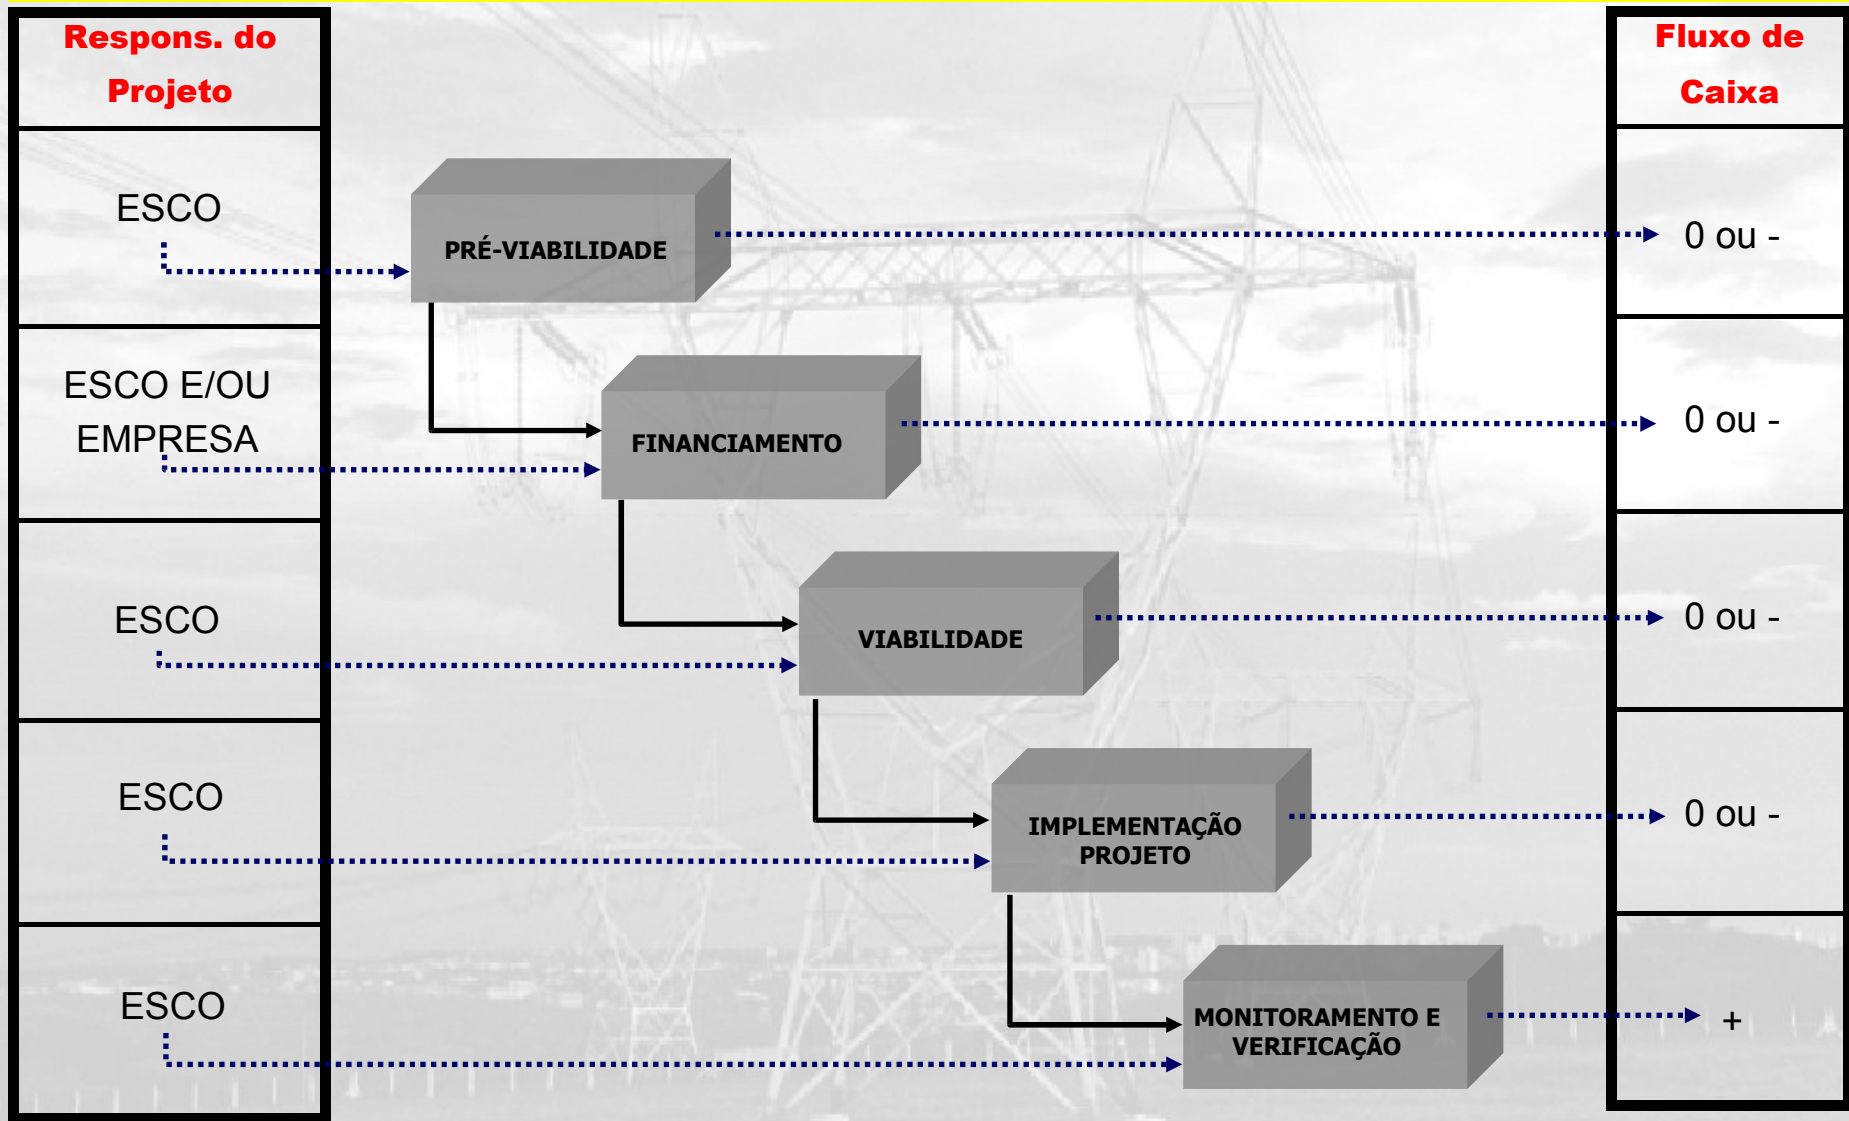 Respons. do
Projeto
Fluxo de
Caixa
ESCO
PRÉ-VIABILIDADE
0 ou -
ESCO E/OU
EMPRESA
FINANCIAMENTO
0 ou -
ESCO
VIABILIDADE
0 ou -
ESCO
IMPLEMENTAÇÃO
PROJETO
0 ou -
ESCO
MONITORAMENTO E
VERIFICAÇÃO
+